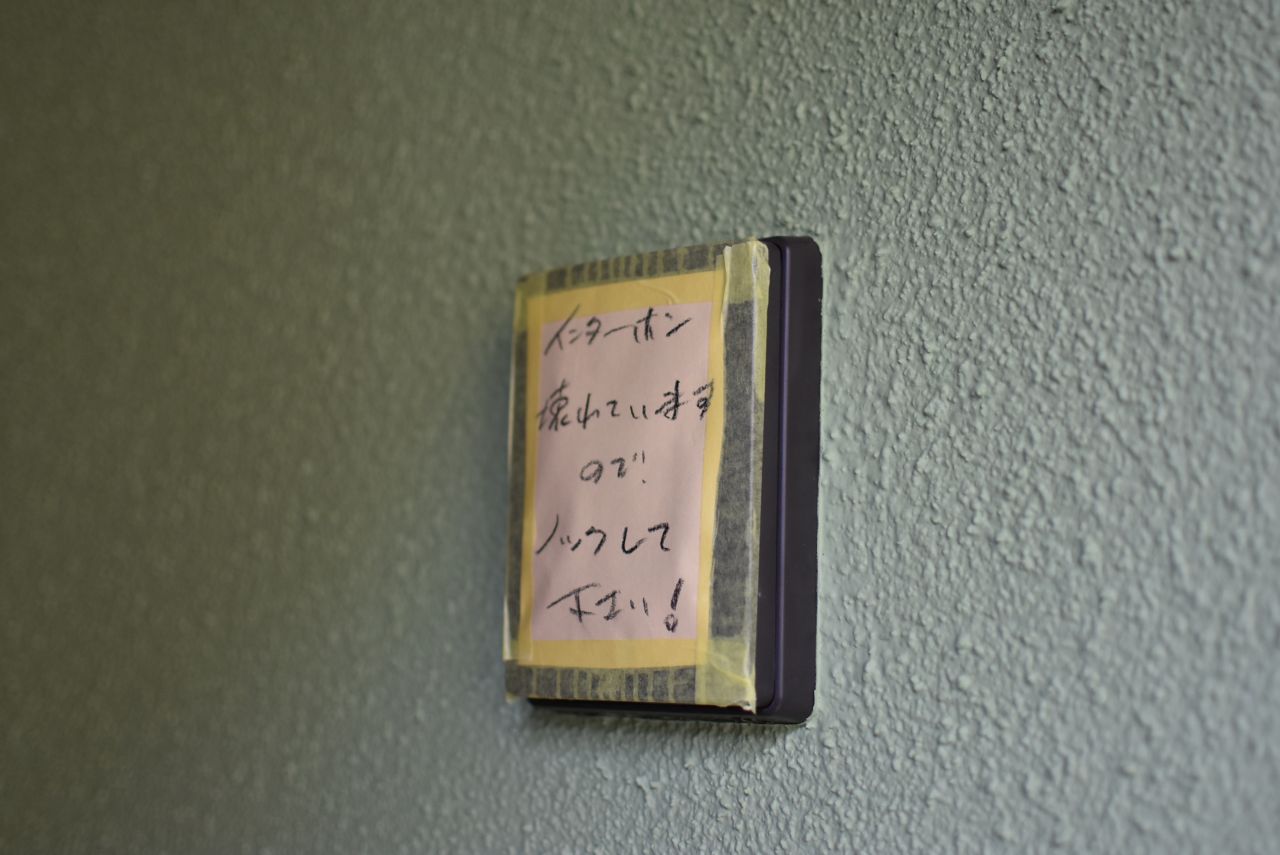 インターホン
壊れています
ので
ノックして
下さい!